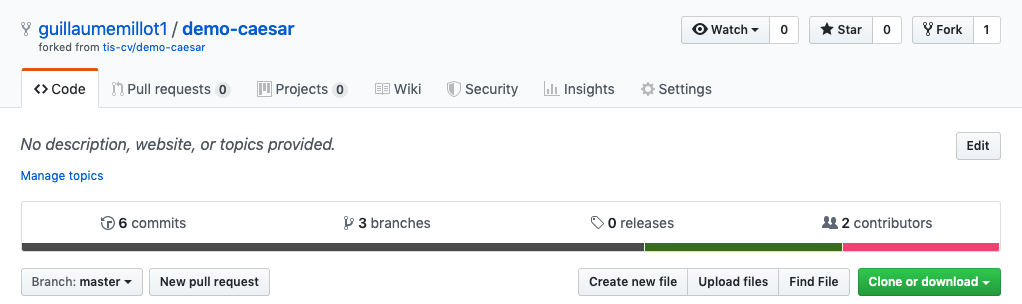 guillaumemillot1 / demo-caesar
forked from tis-cv/demo-caesar
Watch 0 Star 0 Fork 1
<> Code Pull requests 0 Projects 0 Wiki Security Insights Settings
No description, website, or topics provided. Edit
Manage topics
6 commits 3 branches 0 releases 2 contributors
Branch: master New pull request Create new file Upload files Find File Clone or download